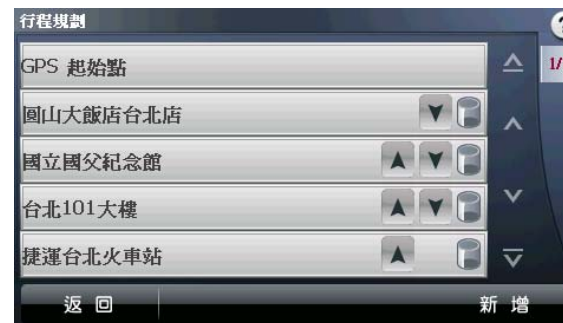 行程規劃
GPS 起始點
1/
圓山大飯店台北店
國立國父紀念館
台北101大樓
捷運台北火車站
返回
新增